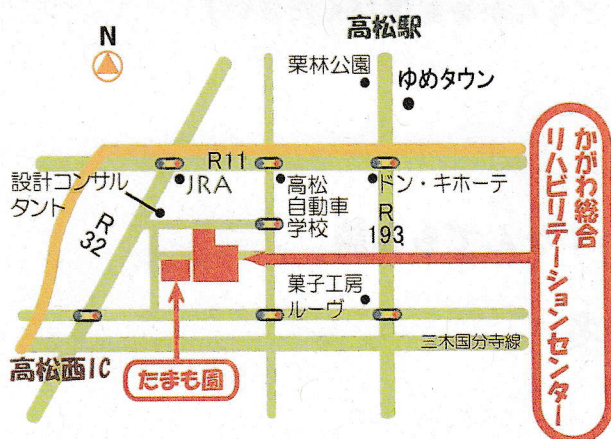 高松駅
N
栗林公園
ゆめタウン
R11
設計コンサル
タント
JRA
高松
自動車
学校
ドン・キホーテ
R
32
R
193
菓子工房
ルーヴ
三木国分寺線
高松西IC
たまも園
かがわ総合
リハビリテーションセンター